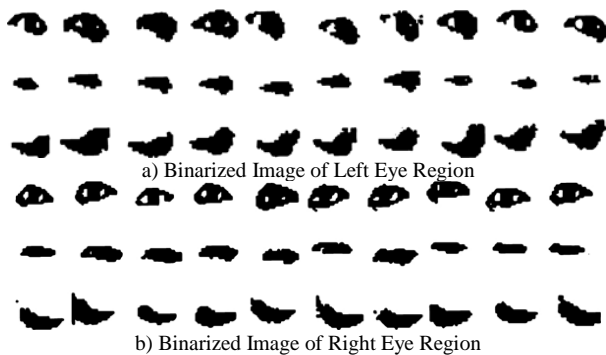 a) Binarized Image of Left Eye Region
b) Binarized Image of Right Eye Region